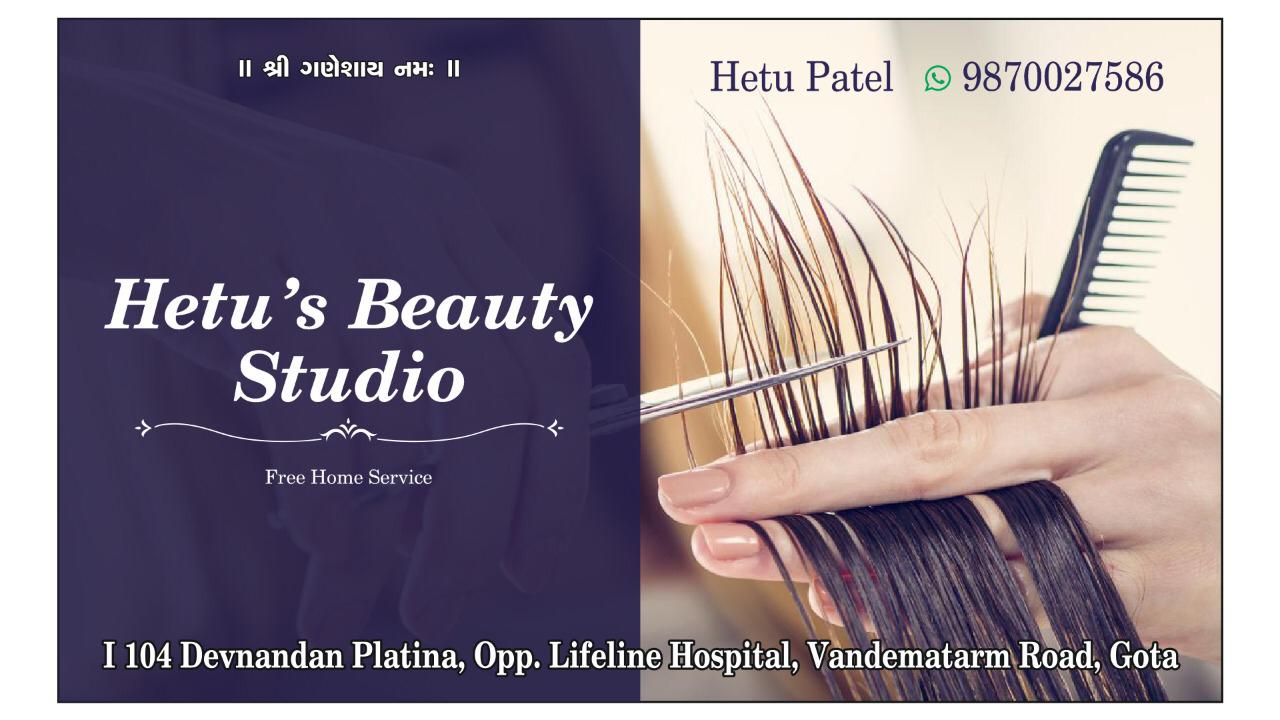 ॥ શ્રી ગણેશાય નમઃ ॥
Hetu Patel 9870027586
Hetu's Beauty
Studio
Free Home Service
I 104 Devnandan Platina, Opp. Lifeline Hospital, Vandematarm Road, Gota